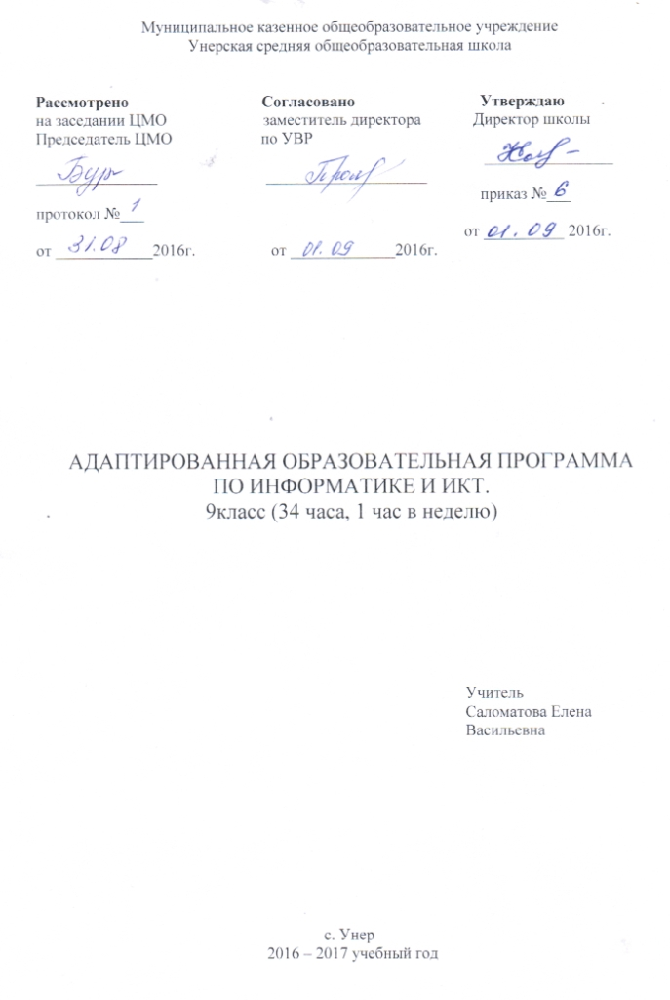 Муниципальное казенное общеобразовательное учреждение
Унерская средняя общеобразовательная школа
Рассмотрено
на заседании ЦМО
Председатель ЦМО
протокол № 1
от 31.08 2016г.
Согласовано
заместитель директора
по УВР
от 01.09 2016г.
Утверждаю
Директор школы
приказ № 6
от 01.09 2016г.
АДАПТИРОВАННАЯ ОБРАЗОВАТЕЛЬНАЯ ПРОГРАММА
ПО ИНФОРМАТИКЕ И ИКТ.
9класс (34 часа, 1 час в неделю)
Учитель
Саломатова Елена
Васильевна
с. Унер
2016 – 2017 учебный год